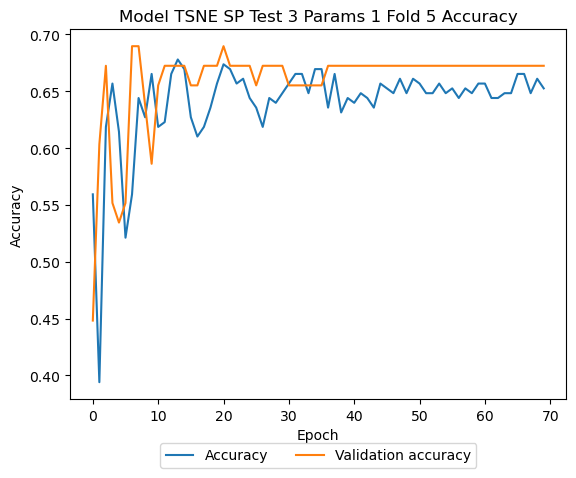 Model TSNE SP Test 3 Params 1 Fold 5 Accuracy
0.70
0.65
0.60
0.55
0.50
0.45
0.40
Accuracy
0 10 20 30 40 50 60 70
Epoch
Accuracy Validation accuracy